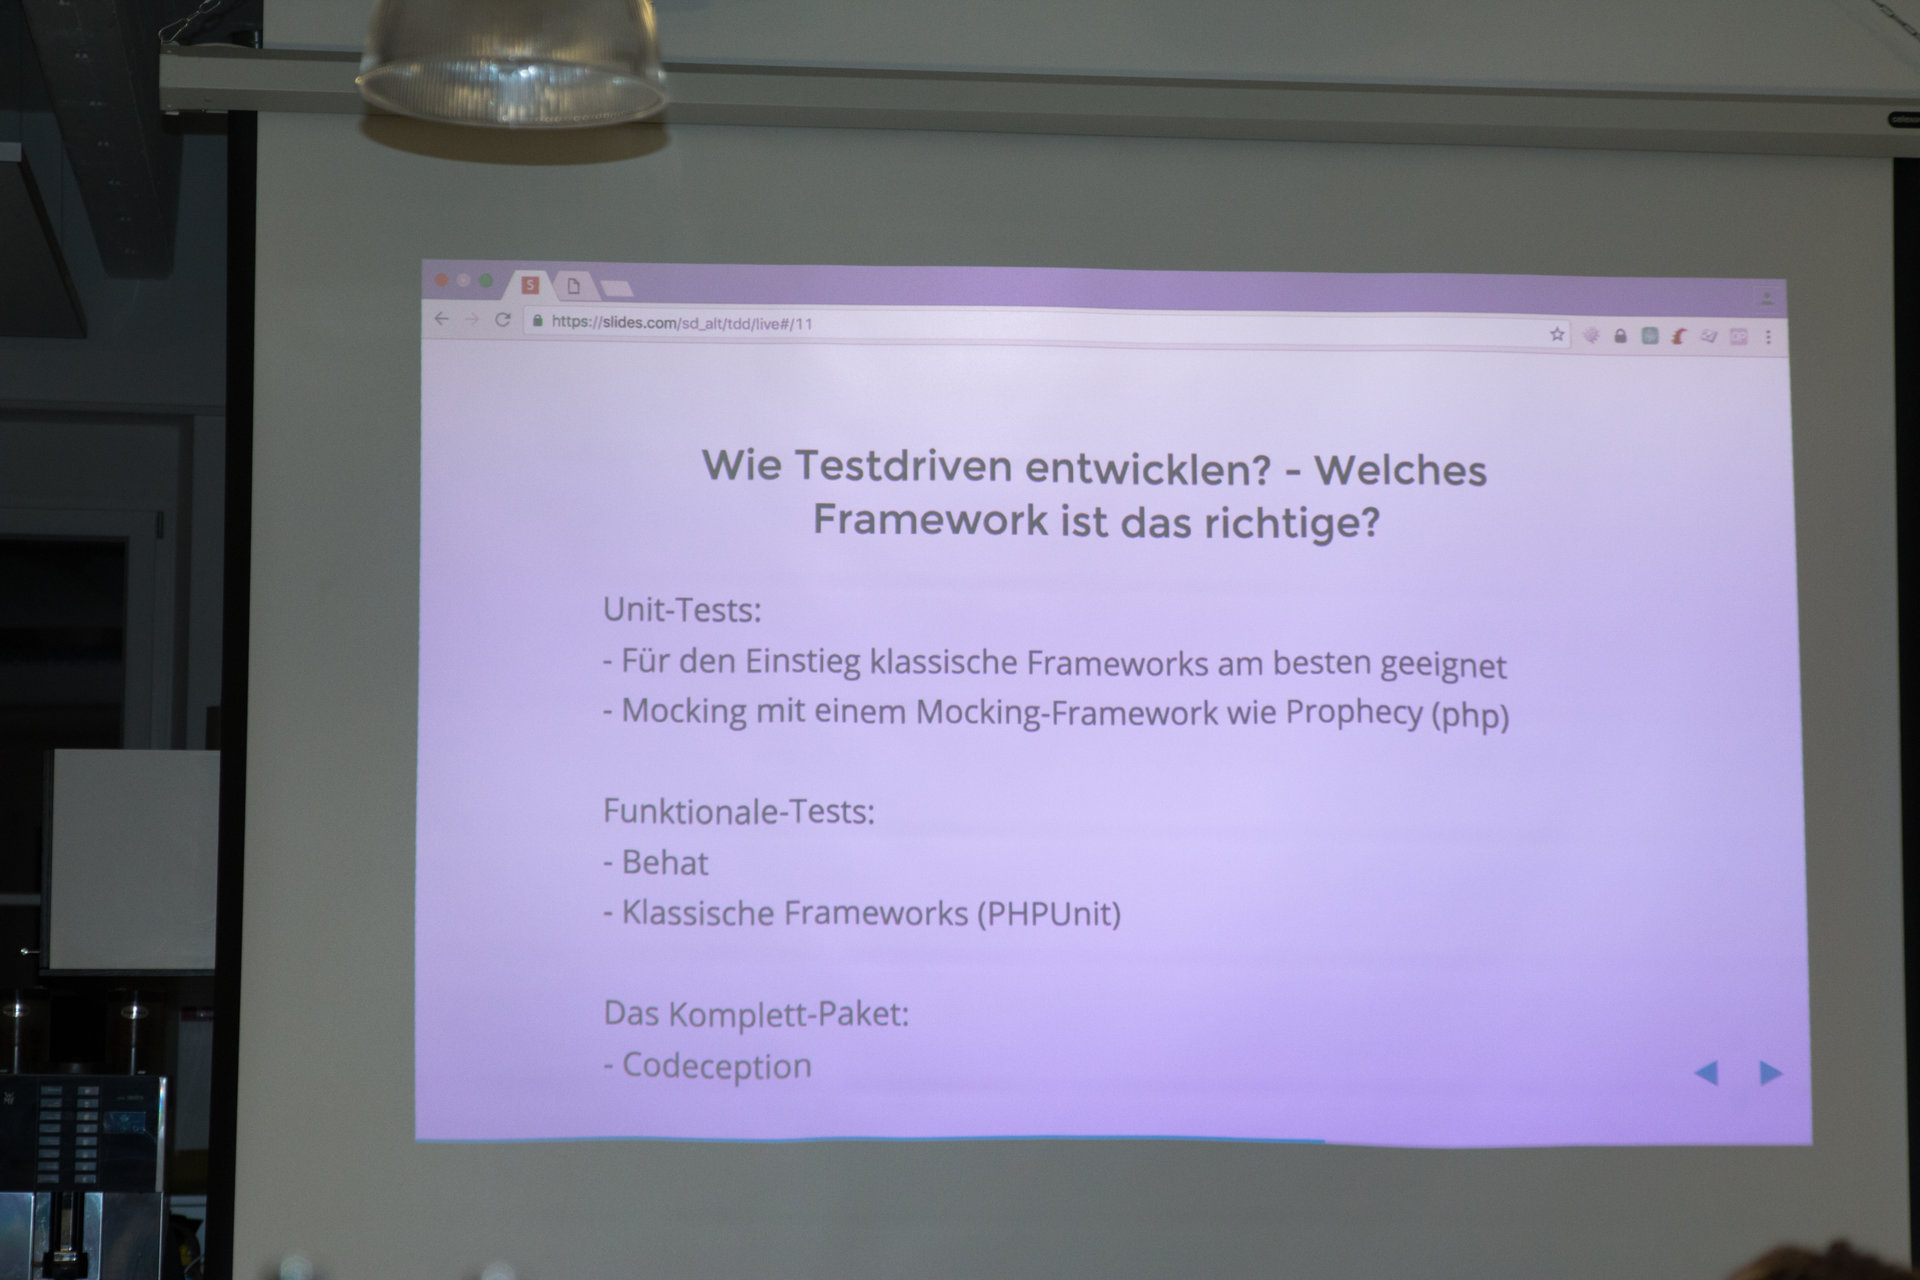 S
https://slides.com/sd_alt/tdd/live#/11
Wie Testdriven entwicklen? - Welches
Framework ist das richtige?
Unit-Tests:
- Für den Einstieg klassische Frameworks am besten geeignet
- Mocking mit einem Mocking-Framework wie Prophecy (php)
Funktionale-Tests:
- Behat
- Klassische Frameworks (PHPUnit)
Das Komplett-Paket:
- Codeception